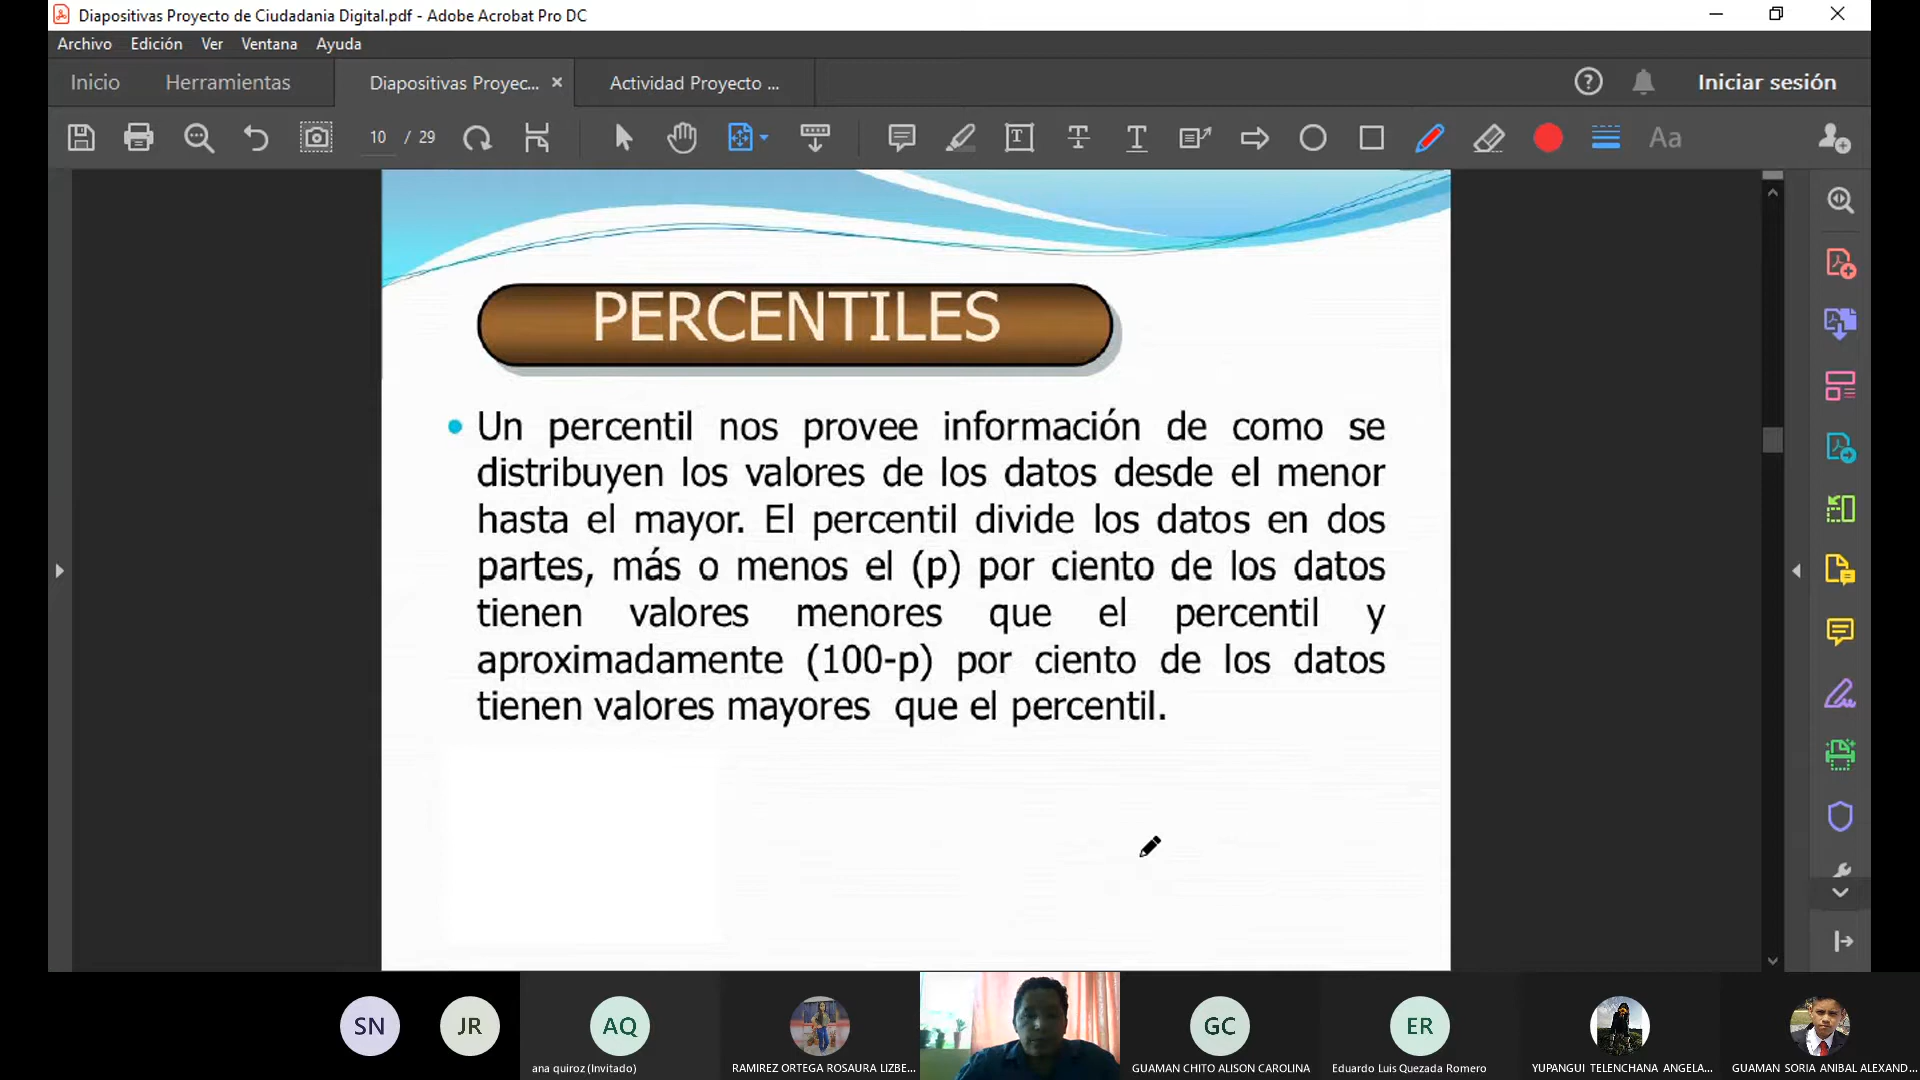 Diapositivas Proyecto de Ciudadania Digital.pdf - Adobe Acrobat Pro DC
Archivo Edición Ver Ventana Ayuda
Inicio Herramientas Diapositivas Proyec... × Actividad Proyecto ... Iniciar sesión
10 / 29 Aa
PERCENTILES
Un percentil nos provee información de como se
distribuyen los valores de los datos desde el menor
hasta el mayor. El percentil divide los datos en dos
partes, más o menos el (p) por ciento de los datos
tienen valores menores que el percentil y
aproximadamente (100-p) por ciento de los datos
tienen valores mayores que el percentil.
SN JR AQ GC ER
ana quiroz (Invitado) RAMIREZ ORTEGA ROSAURA LIZBE... GUAMAN CHITO ALISON CAROLINA Eduardo Luis Quezada Romero YUPANGUI TELENCHANA ANGELA... GUAMAN SORIA ANIBAL ALEXAND...